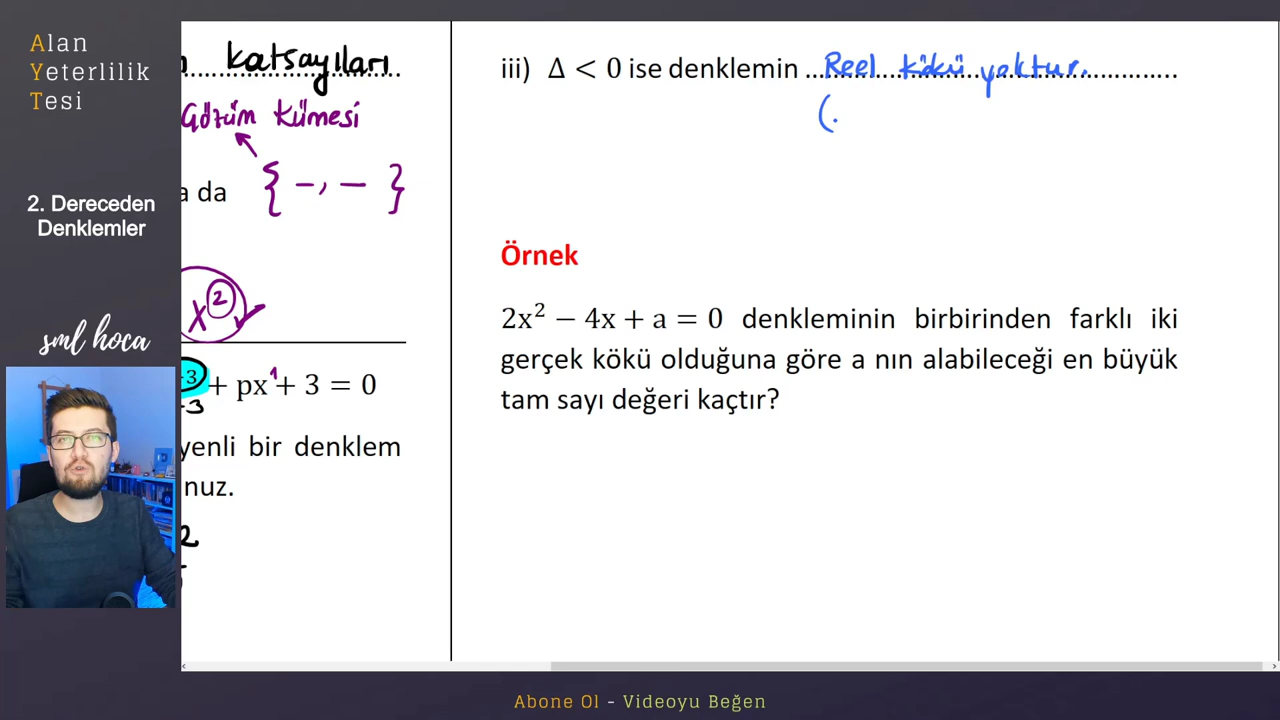 Alan
Yeterlilik
Tesi
2. Dereceden
Denklemler
sml hoca
katsayıları
Gözüm kümesi
a da { -, - }
x²
+ px¹ + 3 = 0
yenli bir denklem
nuz.
iii) Δ < 0 ise denklemin Reel kökü yoktur.
(.
Örnek
2x² − 4x + a = 0 denkleminin birbirinden farklı iki
gerçek kökü olduğuna göre a nın alabileceği en büyük
tam sayı değeri kaçtır?
Abone Ol - Videoyu Beğen